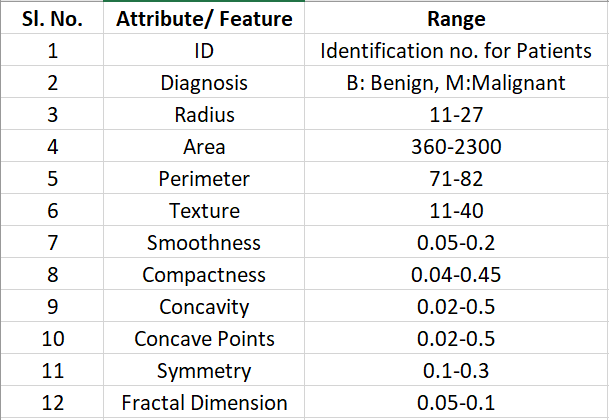 Sl. No. Attribute/ Feature Range
1 ID Identification no. for Patients
2 Diagnosis B: Benign, M:Malignant
3 Radius 11-27
4 Area 360-2300
5 Perimeter 71-82
6 Texture 11-40
7 Smoothness 0.05-0.2
8 Compactness 0.04-0.45
9 Concavity 0.02-0.5
10 Concave Points 0.02-0.5
11 Symmetry 0.1-0.3
12 Fractal Dimension 0.05-0.1